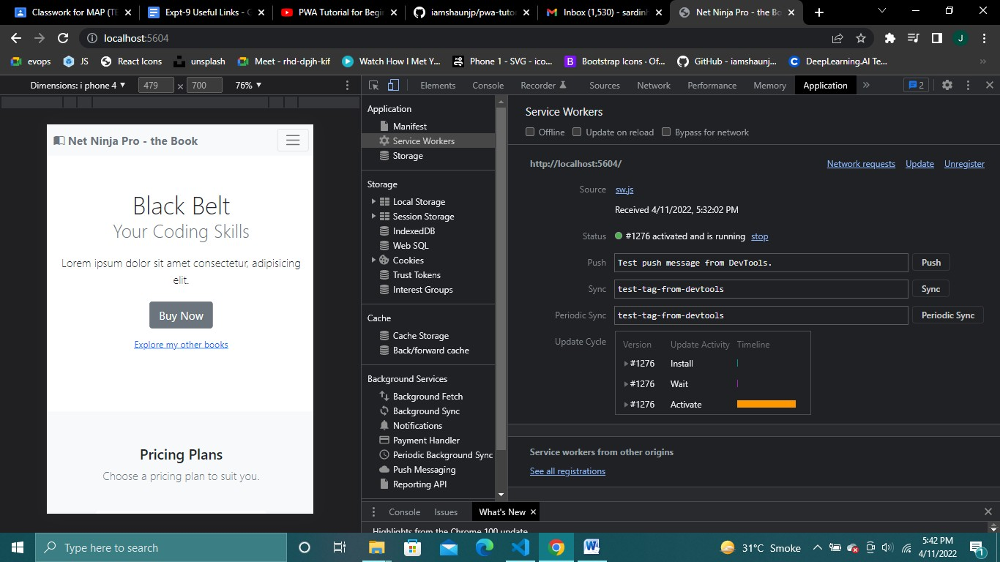 Classwork for MAP (TE
Expt-9 Useful Links - G
PWA Tutorial for Begin
iamshaunjp/pwa-tutor
Inbox (1,530) - sardinh
Net Ninja Pro - the Bo
localhost:5604
J
evops
JS
React Icons
unsplash
Meet - rhd-dpjh-kif
Watch How I Met Y...
Phone 1 - SVG - ico...
Bootstrap Icons · Of...
GitHub - iamshaunj...
DeepLearning.AI Te...
Dimensions: i phone 4
479 × 700
76%
Elements
Console
Recorder
Sources
Network
Performance
Memory
Application
2
Net Ninja Pro - the Book
Black Belt
Your Coding Skills
Lorem ipsum dolor sit amet consectetur, adipisicing
elit.
Buy Now
Explore my other books
Pricing Plans
Choose a pricing plan to suit you.
Application
Manifest
Service Workers
Storage
Storage
Local Storage
Session Storage
IndexedDB
Web SQL
Cookies
Trust Tokens
Interest Groups
Cache
Cache Storage
Back/forward cache
Background Services
Background Fetch
Background Sync
Notifications
Payment Handler
Periodic Background Sync
Push Messaging
Reporting API
Service Workers
Offline
Update on reload
Bypass for network
http://localhost:5604/
Network requests
Update
Unregister
Source sw.js
Received 4/11/2022, 5:32:02 PM
Status #1276 activated and is running stop
Push Test push message from DevTools. Push
Sync test-tag-from-devtools Sync
Periodic Sync test-tag-from-devtools Periodic Sync
Update Cycle
Version Update Activity Timeline
#1276 Install
#1276 Wait
#1276 Activate
Service workers from other origins
See all registrations
Console
Issues
What's New
Highlights from the Chrome 100 update
Type here to search
31°C Smoke
5:42 PM
4/11/2022
1